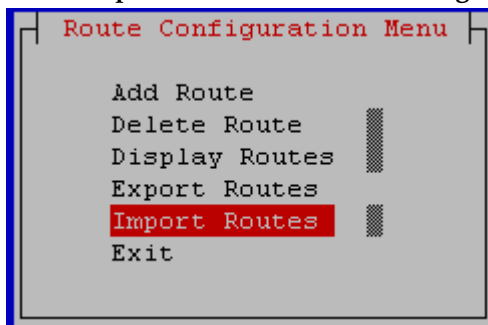 Route Configuration Menu
Add Route
Delete Route
Display Routes
Export Routes
Import Routes
Exit